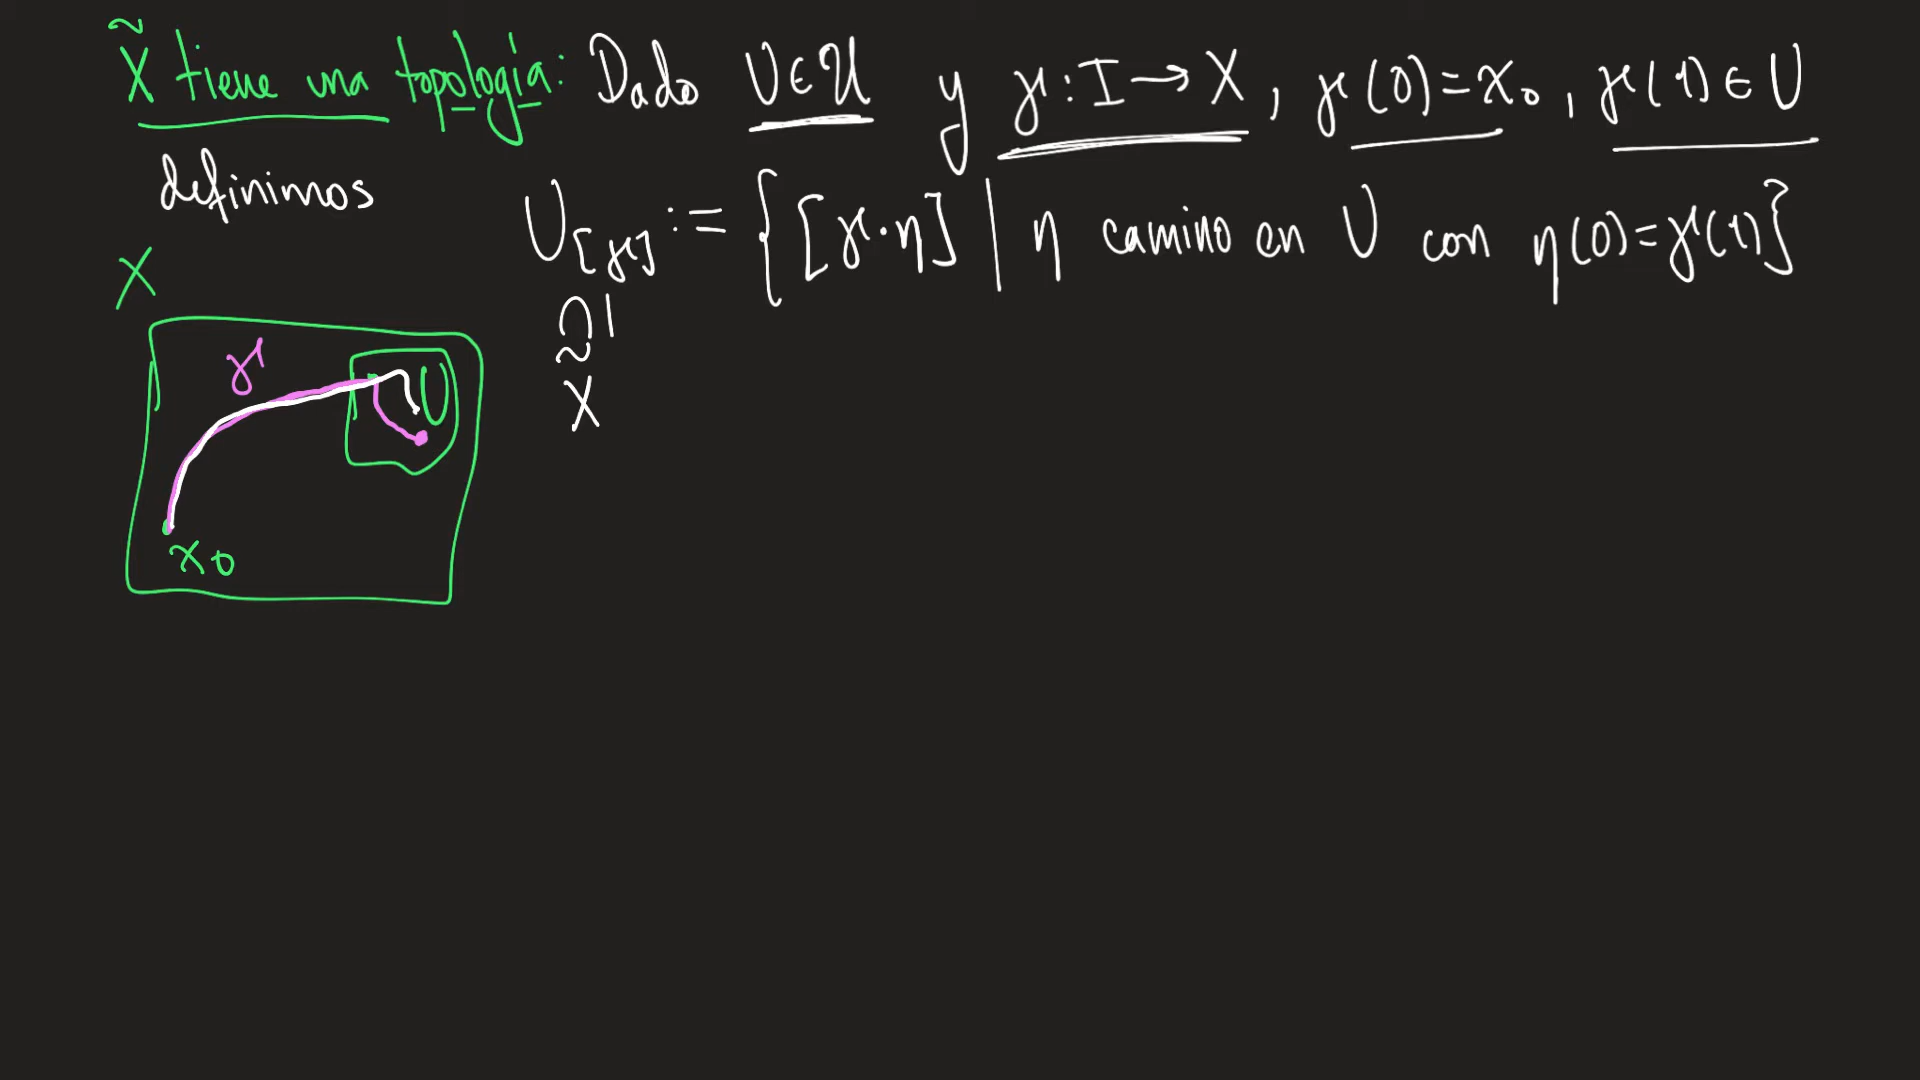 X̃ tiene una topología: Dado U∈𝒰 y γ: I → X, γ(0)=x₀, γ(1)∈U
definimos U_[γ] := { [γ·η] | η camino en U con η(0)=γ(1)}
∩|
X̃
X
γ
U
x₀